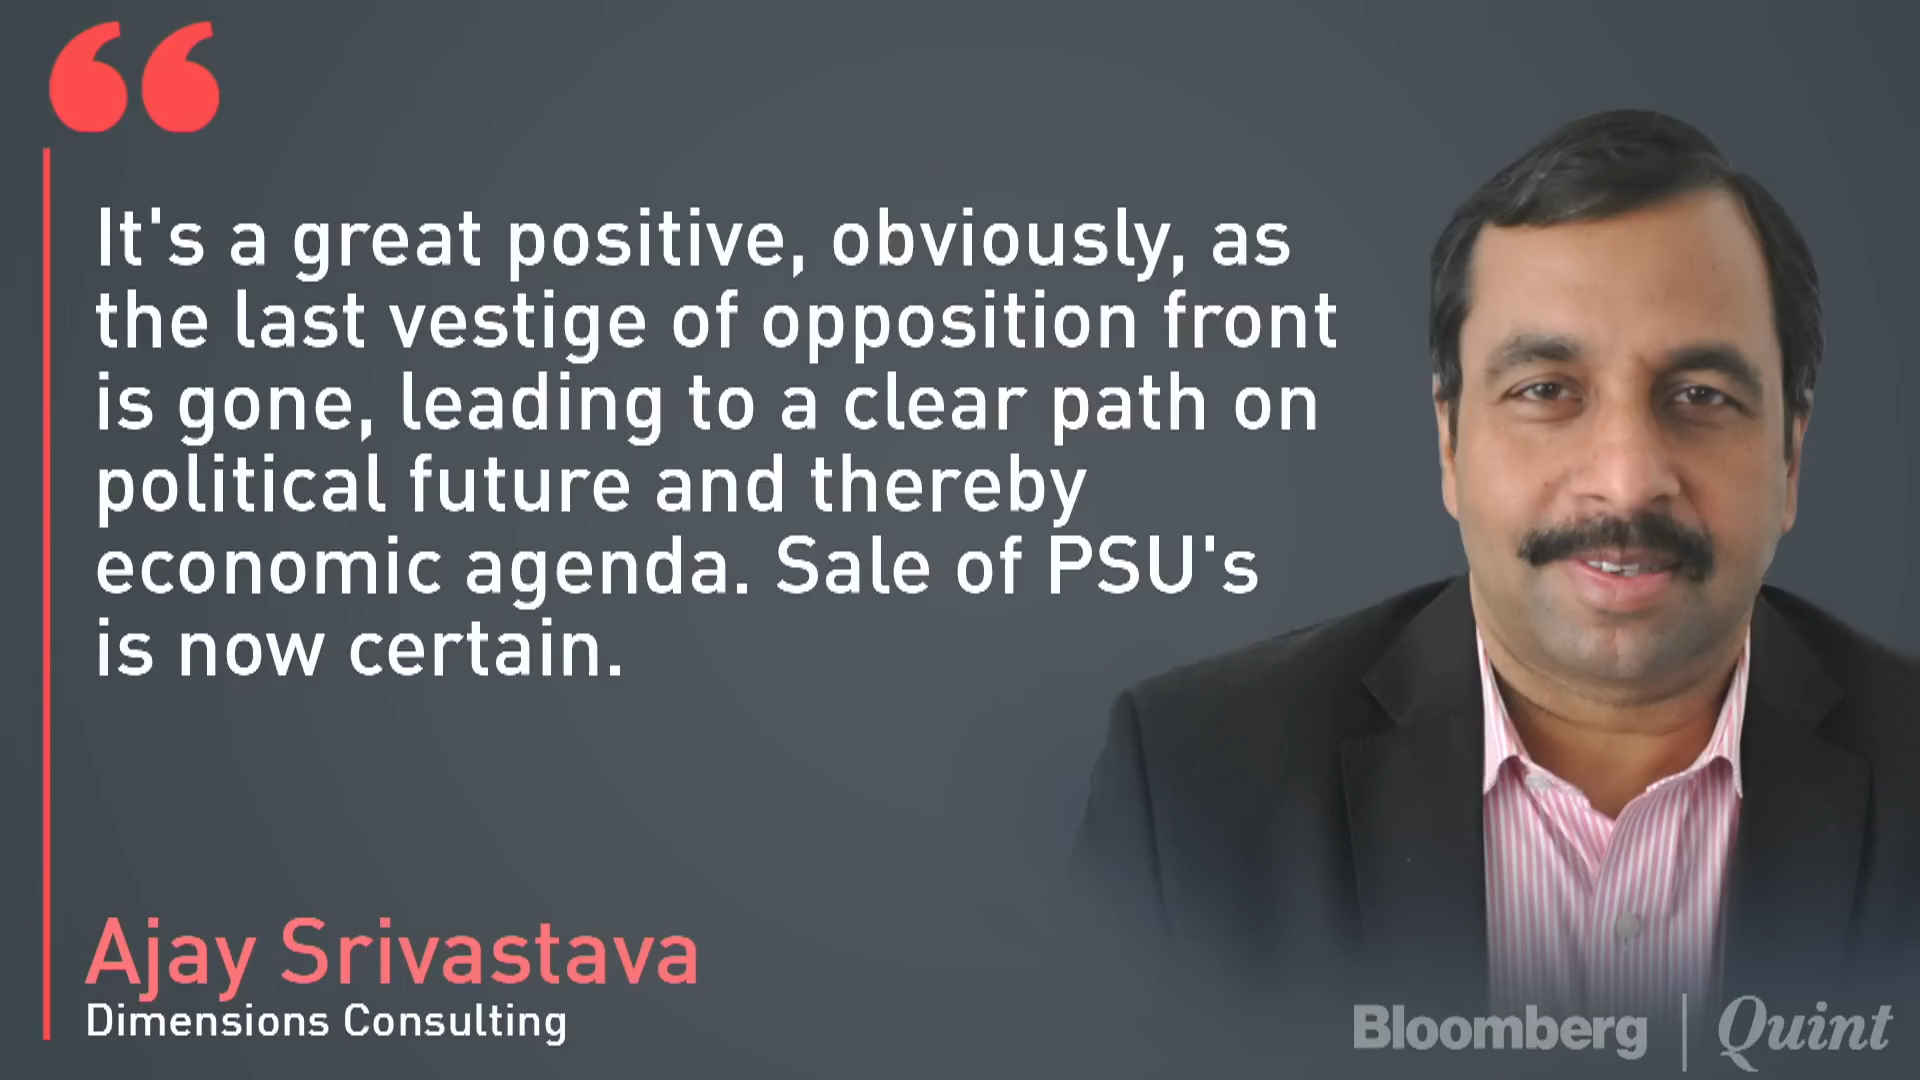 It's a great positive, obviously, as
the last vestige of opposition front
is gone, leading to a clear path on
political future and thereby
economic agenda. Sale of PSU's
is now certain.
Ajay Srivastava
Dimensions Consulting
Bloomberg | Quint